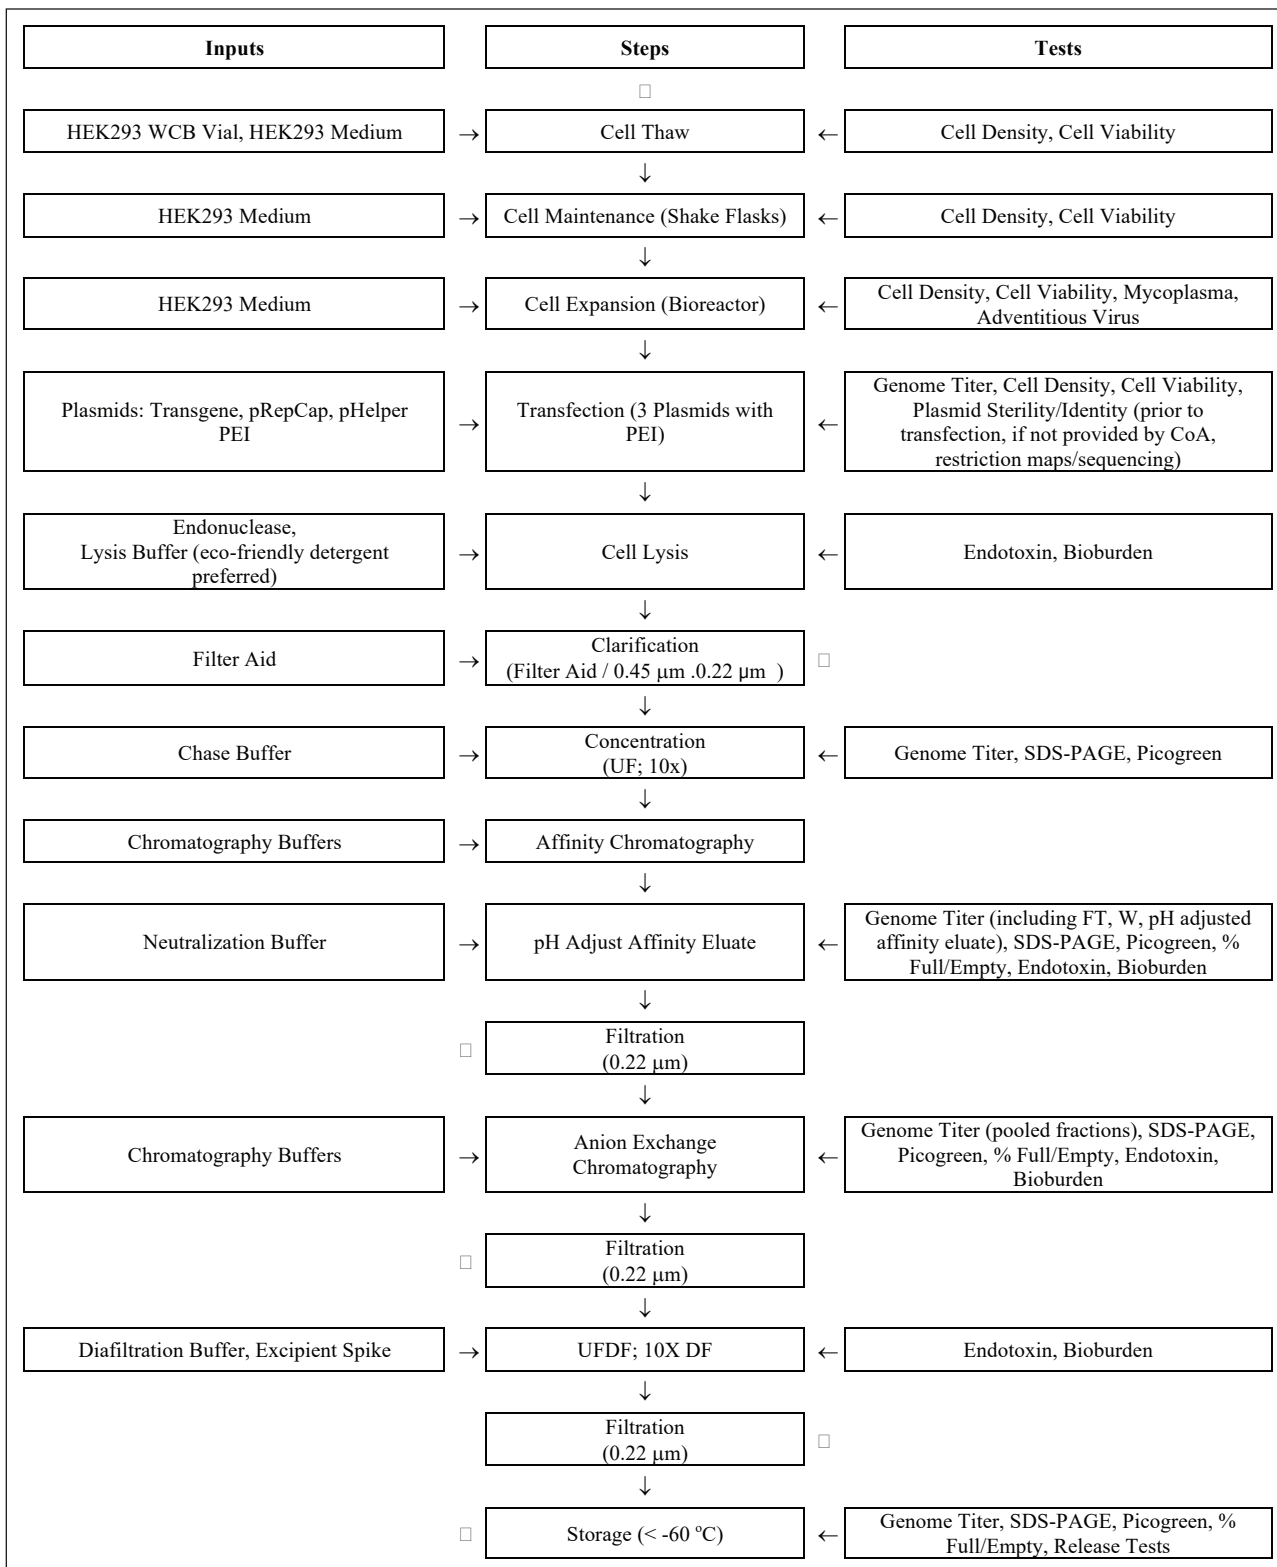 Inputs
Steps
Tests
HEK293 WCB Vial, HEK293 Medium
→
Cell Thaw
←
Cell Density, Cell Viability
↓
HEK293 Medium
→
Cell Maintenance (Shake Flasks)
←
Cell Density, Cell Viability
↓
HEK293 Medium
→
Cell Expansion (Bioreactor)
←
Cell Density, Cell Viability, Mycoplasma,
Adventitious Virus
↓
Plasmids: Transgene, pRepCap, pHelper
PEI
→
Transfection (3 Plasmids with
PEI)
←
Genome Titer, Cell Density, Cell Viability,
Plasmid Sterility/Identity (prior to
transfection, if not provided by CoA,
restriction maps/sequencing)
↓
Endonuclease,
Lysis Buffer (eco-friendly detergent
preferred)
→
Cell Lysis
←
Endotoxin, Bioburden
↓
Filter Aid
→
Clarification
(Filter Aid / 0.45 μm .0.22 μm )
↓
Chase Buffer
→
Concentration
(UF; 10x)
←
Genome Titer, SDS-PAGE, Picogreen
↓
Chromatography Buffers
→
Affinity Chromatography
↓
Neutralization Buffer
→
pH Adjust Affinity Eluate
←
Genome Titer (including FT, W, pH adjusted
affinity eluate), SDS-PAGE, Picogreen, %
Full/Empty, Endotoxin, Bioburden
↓
Filtration
(0.22 μm)
↓
Chromatography Buffers
→
Anion Exchange
Chromatography
←
Genome Titer (pooled fractions), SDS-PAGE,
Picogreen, % Full/Empty, Endotoxin,
Bioburden
↓
Filtration
(0.22 μm)
↓
Diafiltration Buffer, Excipient Spike
→
UFDF; 10X DF
←
Endotoxin, Bioburden
↓
Filtration
(0.22 μm)
↓
Storage (< -60 °C)
←
Genome Titer, SDS-PAGE, Picogreen, %
Full/Empty, Release Tests